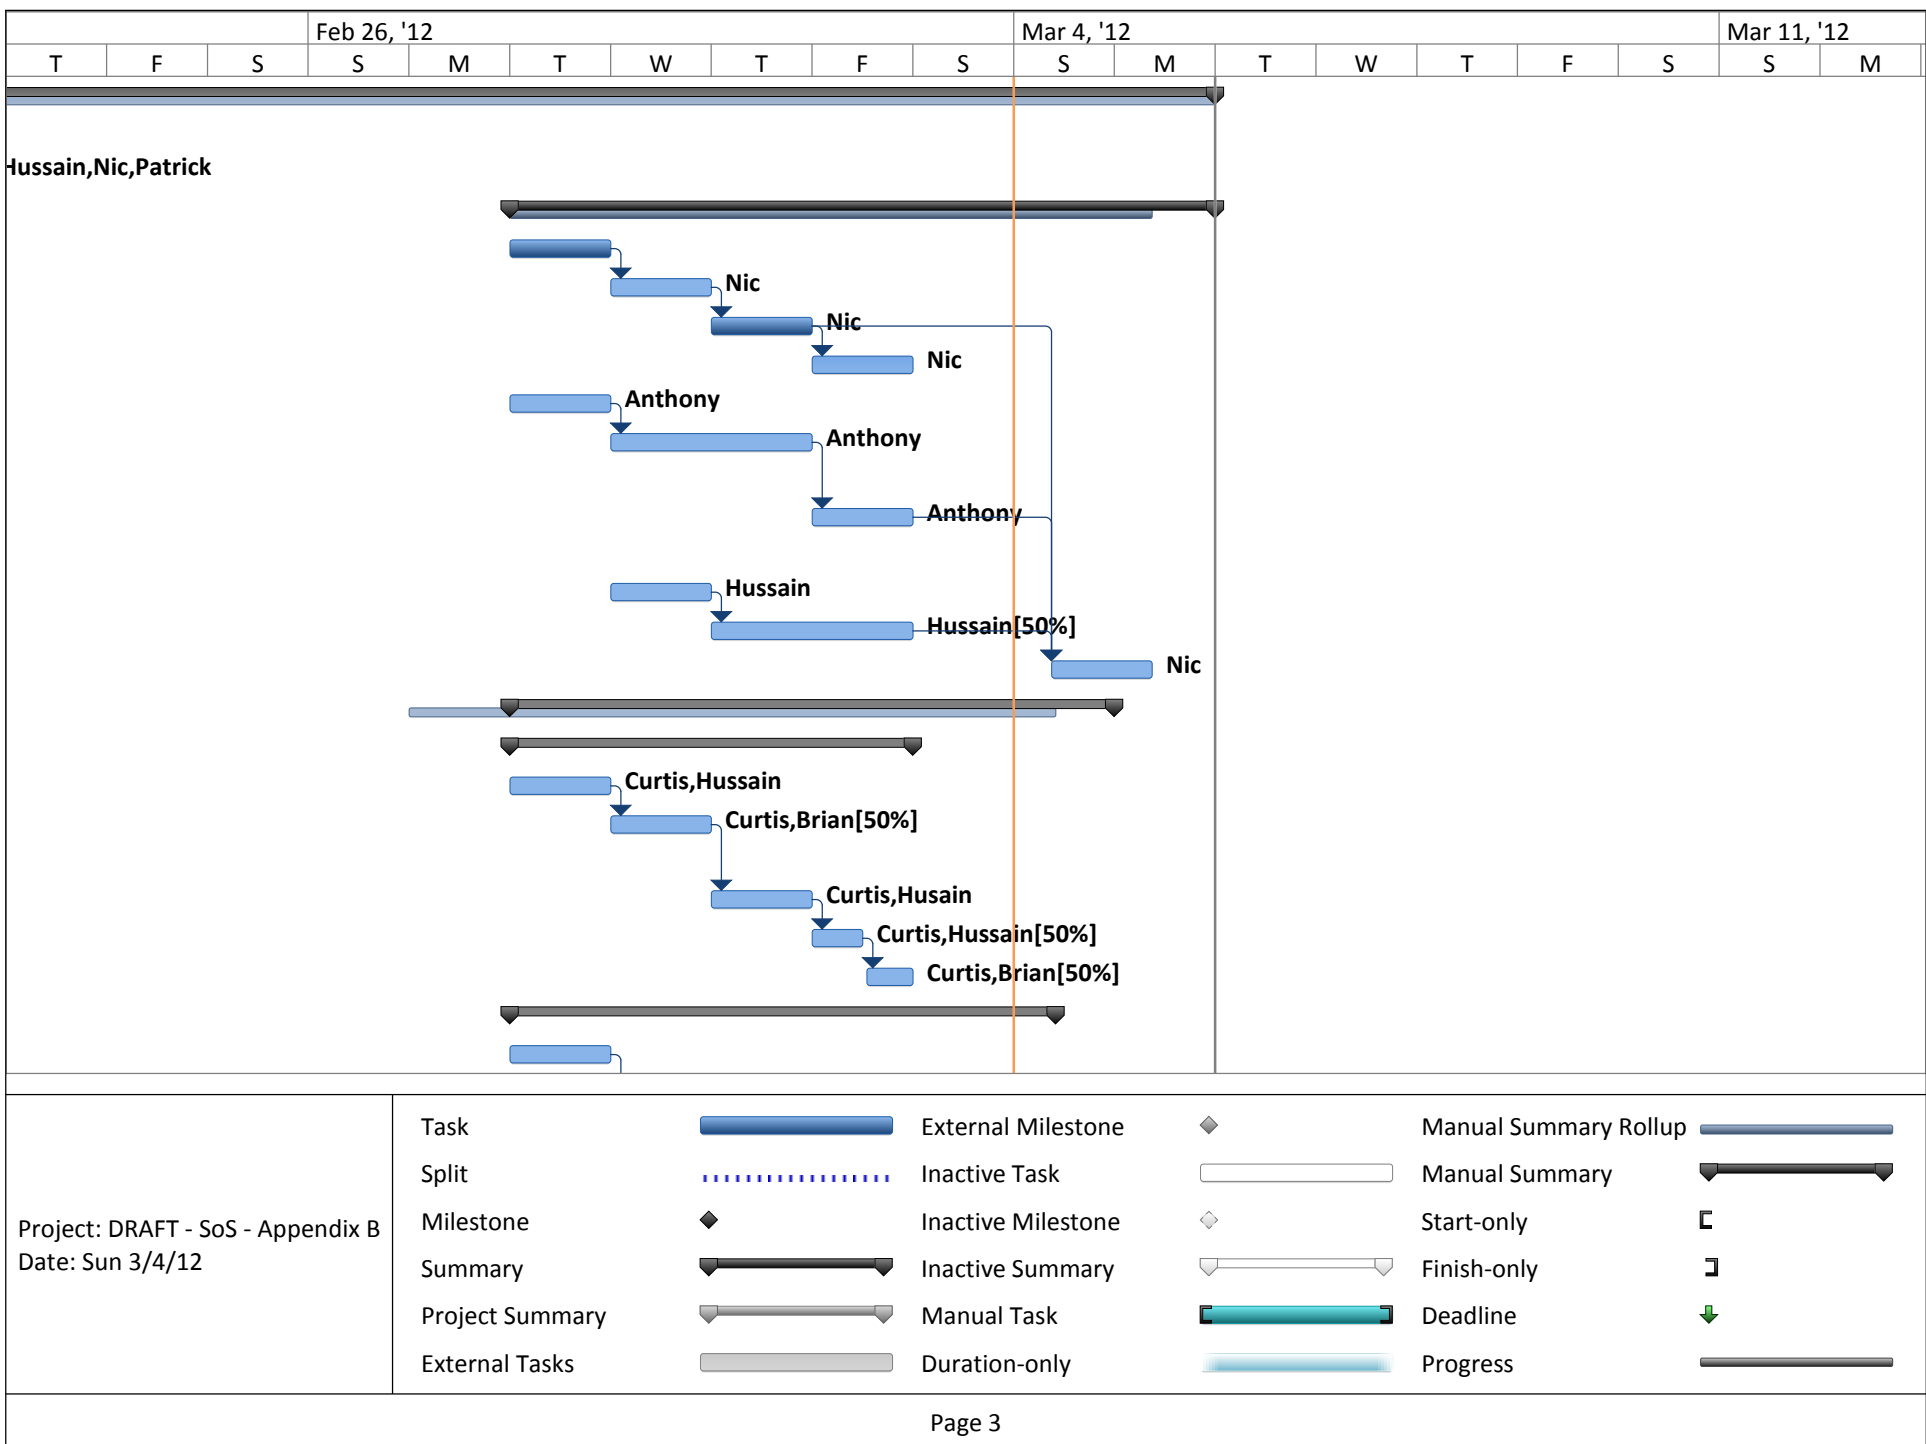 Feb 26, '12 Mar 4, '12 Mar 11, '12
T F S S M T W T F S S M T W T F S S M
Hussain,Nic,Patrick
Nic
Nic
Nic
Anthony
Anthony
Anthony
Hussain
Hussain[50%]
Nic
Curtis,Hussain
Curtis,Brian[50%]
Curtis,Husain
Curtis,Hussain[50%]
Curtis,Brian[50%]
Project: DRAFT - SoS - Appendix B
Date: Sun 3/4/12
Task
Split
Milestone
Summary
Project Summary
External Tasks
External Milestone
Inactive Task
Inactive Milestone
Inactive Summary
Manual Task
Duration-only
Manual Summary Rollup
Manual Summary
Start-only
Finish-only
Deadline
Progress
Page 3